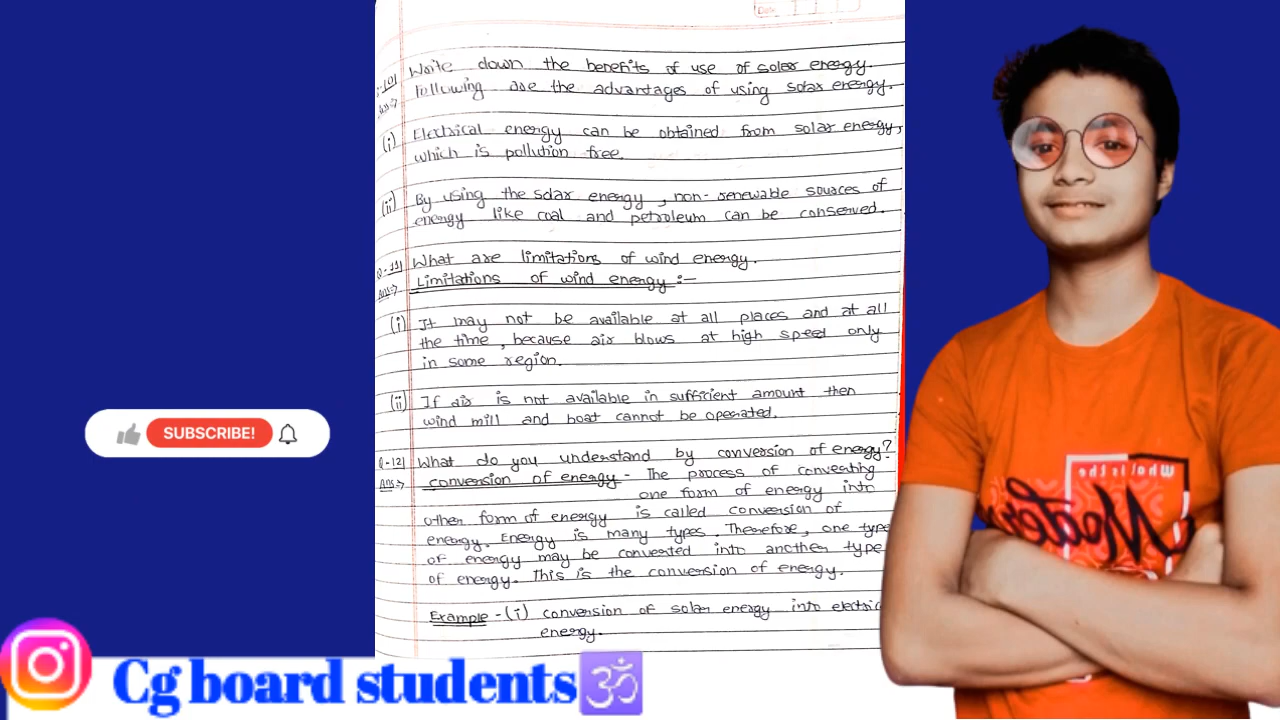 Date
Q-10) Write down the benefits of use of solar energy.
Ans-> Following are the advantages of using solar energy.
(i) Electrical energy can be obtained from solar energy,
which is pollution free.
(ii) By using the solar energy, non-renewable sources of
energy like coal and petroleum can be conserved.
Q-11) What are limitations of wind energy.
Ans-> Limitations of wind energy :-
(i) It may not be available at all places and at all
the time, because air blows at high speed only
in some region.
(ii) If air is not available in sufficient amount then
wind mill and boat cannot be operated.
Q-12) What do you understand by conversion of energy?
Ans-> conversion of energy - The process of converting
one form of energy into
other form of energy is called conversion of
energy. Energy is many types. Therefore, one type
of energy may be converted into another type
of energy. This is the conversion of energy.
Example - (i) conversion of solar energy into electric
energy.
SUBSCRIBE!
What is the
Moder
Cg board students ॐ